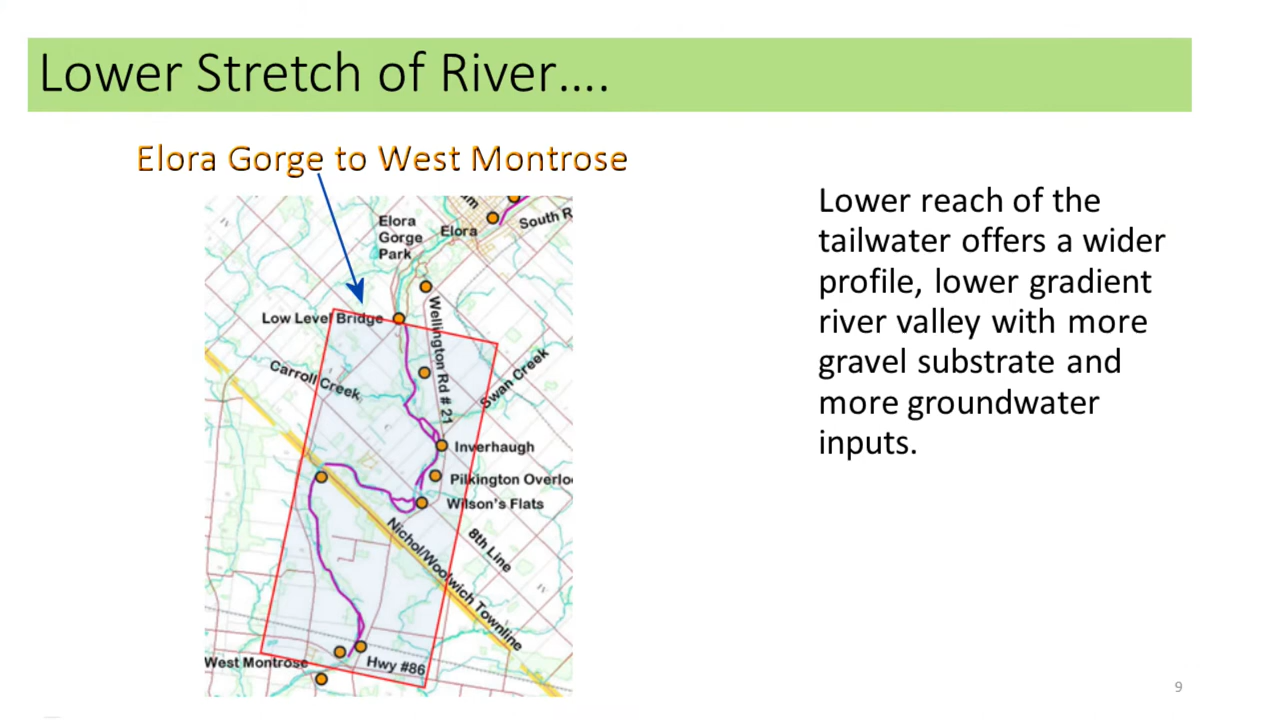 Lower Stretch of River....
Elora Gorge to West Montrose
Lower reach of the
tailwater offers a wider
profile, lower gradient
river valley with more
gravel substrate and
more groundwater
inputs.
Elora
Gorge
Park
Elora
South R
Low Level Bridge
Wellington Rd # 21
Carroll Creek
Swan Creek
Inverhaugh
Pilkington Overlo
Wilson's Flats
8th Line
Nichol/Woolwich Townline
West Montrose
Hwy #86
9